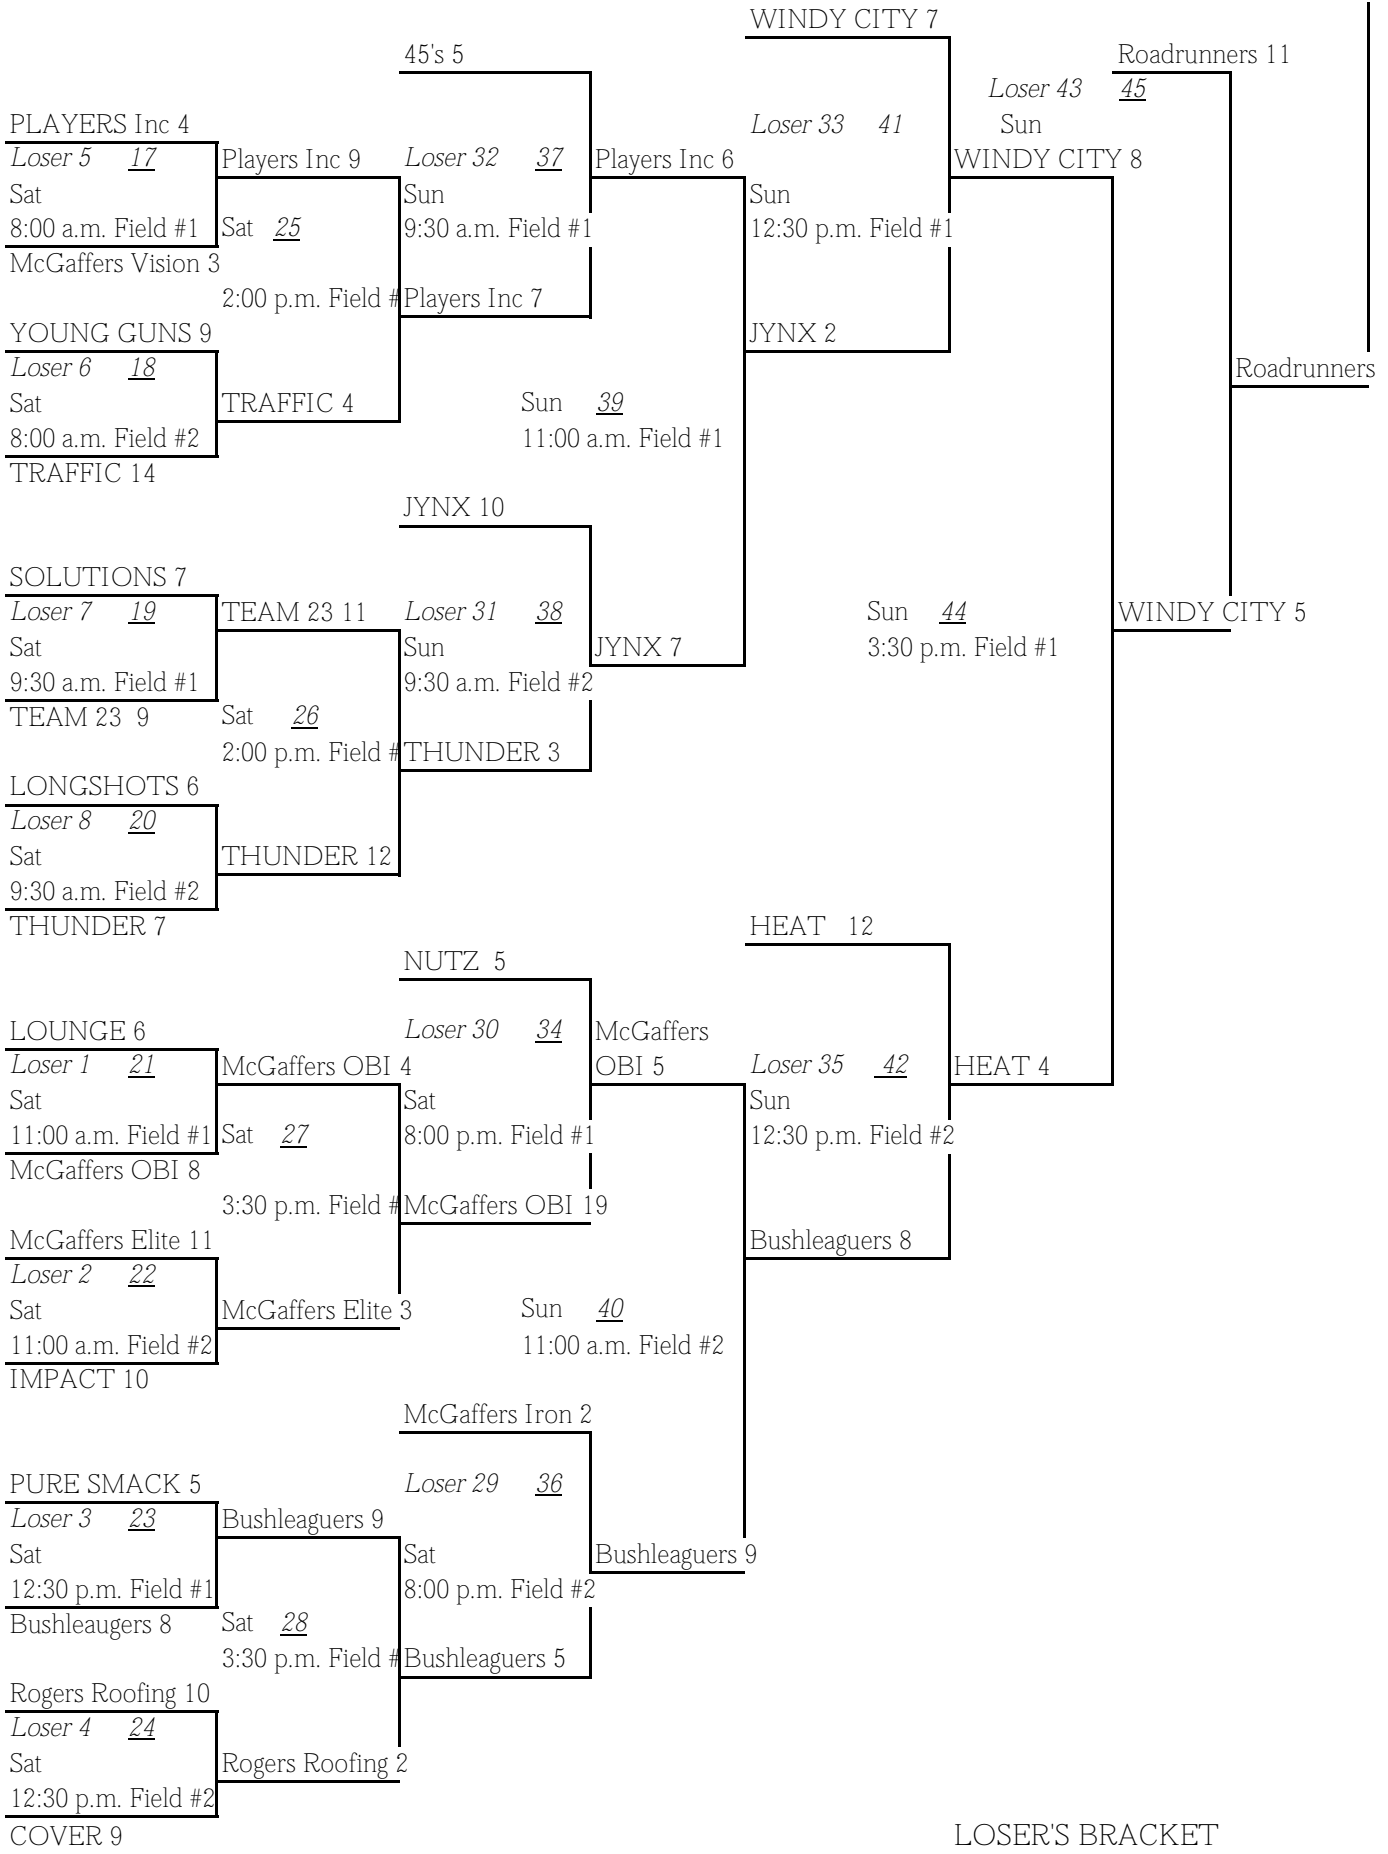 WINDY CITY 7
45's 5
Roadrunners 11
Loser 43 45
PLAYERS Inc 4
Loser 33 41
Sun
Loser 5 17
Players Inc 9
Loser 32 37
Players Inc 6
WINDY CITY 8
Sat
Sun
Sun
8:00 a.m. Field #1
Sat 25
9:30 a.m. Field #1
12:30 p.m. Field #1
McGaffers Vision 3
2:00 p.m. Field #
Players Inc 7
YOUNG GUNS 9
JYNX 2
Loser 6 18
Roadrunners
Sat
TRAFFIC 4
Sun 39
8:00 a.m. Field #2
11:00 a.m. Field #1
TRAFFIC 14
JYNX 10
SOLUTIONS 7
Loser 7 19
TEAM 23 11
Loser 31 38
Sun 44
WINDY CITY 5
Sat
Sun
JYNX 7
3:30 p.m. Field #1
9:30 a.m. Field #1
9:30 a.m. Field #2
TEAM 23 9
Sat 26
2:00 p.m. Field #
THUNDER 3
LONGSHOTS 6
Loser 8 20
Sat
THUNDER 12
9:30 a.m. Field #2
THUNDER 7
HEAT 12
NUTZ 5
LOUNGE 6
Loser 30 34
McGaffers
Loser 1 21
McGaffers OBI 4
OBI 5
Loser 35 42
HEAT 4
Sat
Sat
Sun
11:00 a.m. Field #1
Sat 27
8:00 p.m. Field #1
12:30 p.m. Field #2
McGaffers OBI 8
3:30 p.m. Field #
McGaffers OBI 19
McGaffers Elite 11
Bushleaguers 8
Loser 2 22
Sat
McGaffers Elite 3
Sun 40
11:00 a.m. Field #2
11:00 a.m. Field #2
IMPACT 10
McGaffers Iron 2
PURE SMACK 5
Loser 29 36
Loser 3 23
Bushleaguers 9
Sat
Sat
Bushleaguers 9
12:30 p.m. Field #1
8:00 p.m. Field #2
Bushleaugers 8
Sat 28
3:30 p.m. Field #
Bushleaguers 5
Rogers Roofing 10
Loser 4 24
Sat
Rogers Roofing 2
12:30 p.m. Field #2
COVER 9
LOSER'S BRACKET